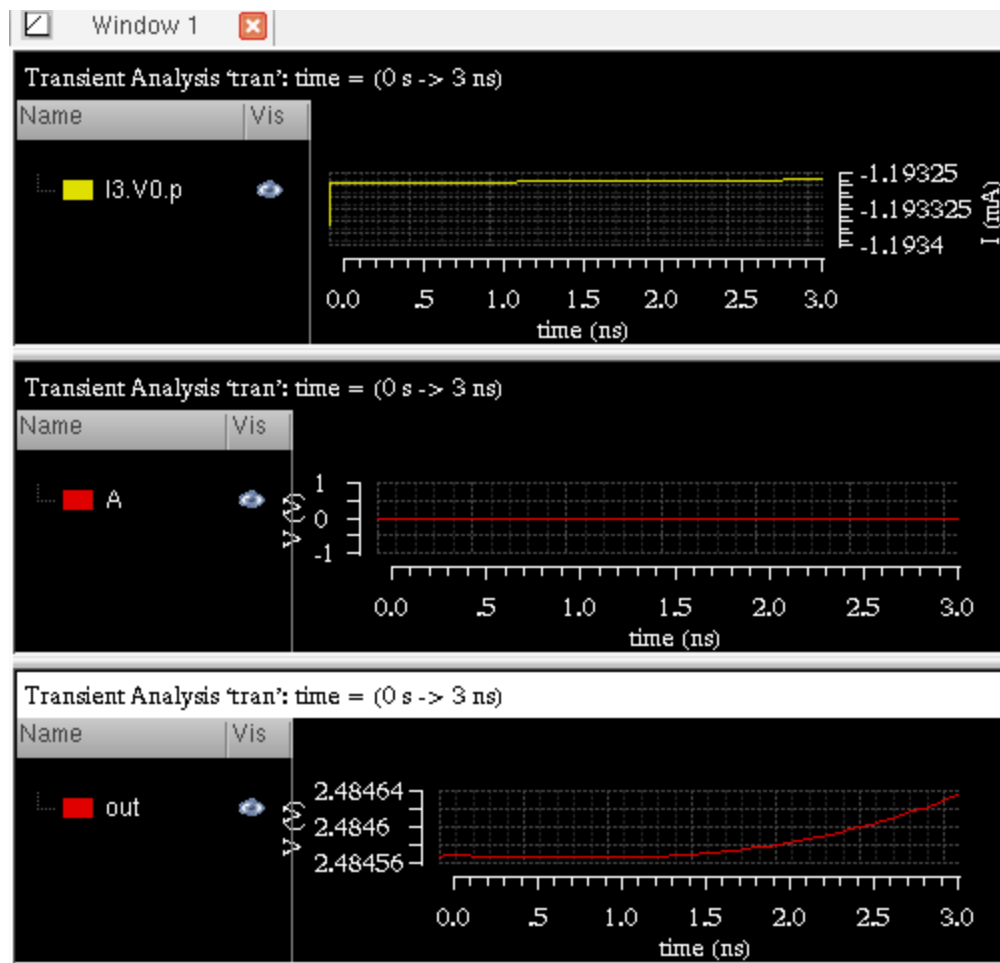 Window 1
Transient Analysis 'tran': time = (0 s -> 3 ns)
Name Vis
I3.V0.p
-1.19325
-1.193325
-1.1934
I (mA)
0.0 .5 1.0 1.5 2.0 2.5 3.0
time (ns)
Transient Analysis 'tran': time = (0 s -> 3 ns)
Name Vis
A
V (V)
1
0
-1
0.0 .5 1.0 1.5 2.0 2.5 3.0
time (ns)
Transient Analysis 'tran': time = (0 s -> 3 ns)
Name Vis
out
V (V)
2.48464
2.4846
2.48456
0.0 .5 1.0 1.5 2.0 2.5 3.0
time (ns)